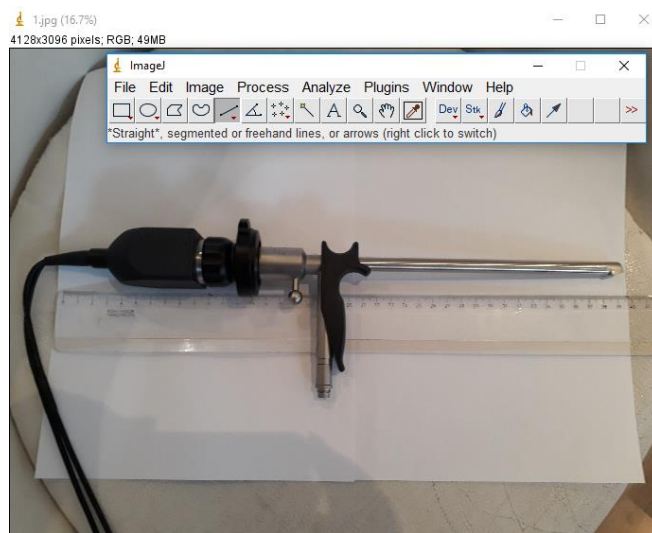 1.jpg (16.7%)
4128x3096 pixels; RGB; 49MB
ImageJ
File Edit Image Process Analyze Plugins Window Help
A Dev Stk >>
*Straight*, segmented or freehand lines, or arrows (right click to switch)